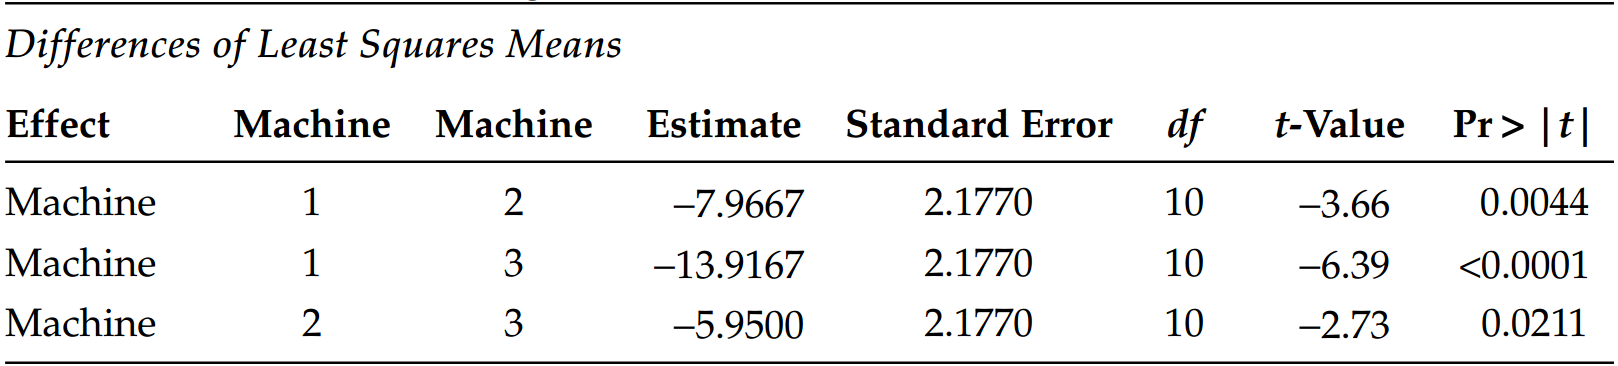 Differences of Least Squares Means
Effect Machine Machine Estimate Standard Error df t-Value Pr > |t|
Machine 1 2 –7.9667 2.1770 10 –3.66 0.0044
Machine 1 3 –13.9167 2.1770 10 –6.39 <0.0001
Machine 2 3 –5.9500 2.1770 10 –2.73 0.0211